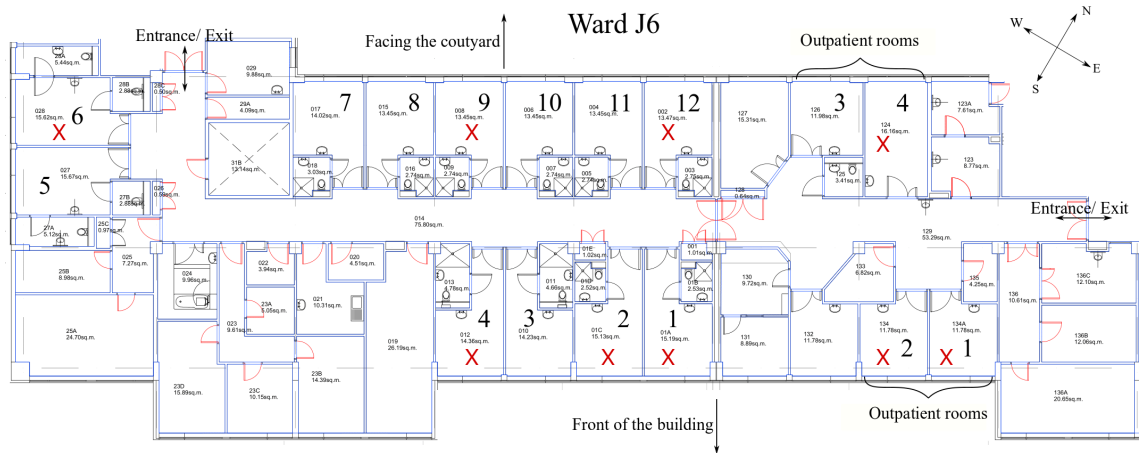 Ward J6
N
W
E
S
Entrance/ Exit
Facing the coutyard
Outpatient rooms
28A
5.44sq.m.
28B
2.88sq.m.
28C
0.50sq.m.
029
9.88sq.m.
29A
4.09sq.m.
31B
13.14sq.m.
028
15.62sq.m.
6
X
027
15.67sq.m.
5
27B
2.88sq.m.
026
0.59sq.m.
27A
5.12sq.m.
25C
0.97sq.m.
025
7.27sq.m.
25B
8.98sq.m.
25A
24.70sq.m.
017
14.02sq.m.
7
018
3.03sq.m.
015
13.45sq.m.
8
016
2.74sq.m.
008
13.45sq.m.
9
X
009
2.74sq.m.
006
13.45sq.m.
10
007
2.74sq.m.
004
13.45sq.m.
11
005
2.74sq.m.
002
13.47sq.m.
12
X
003
2.75sq.m.
127
15.31sq.m.
128
0.64sq.m.
126
11.98sq.m.
3
125
3.41sq.m.
124
16.16sq.m.
4
X
123A
7.61sq.m.
123
8.77sq.m.
Entrance/ Exit
014
75.80sq.m.
129
53.29sq.m.
024
9.96sq.m.
022
3.94sq.m.
23A
5.05sq.m.
023
9.61sq.m.
020
4.51sq.m.
021
10.31sq.m.
019
26.19sq.m.
23B
14.39sq.m.
23C
10.15sq.m.
23D
15.89sq.m.
013
4.78sq.m.
012
14.36sq.m.
4
X
011
4.66sq.m.
010
14.23sq.m.
3
01E
1.02sq.m.
01D
2.52sq.m.
01C
15.13sq.m.
2
X
001
1.01sq.m.
01B
2.53sq.m.
01A
15.19sq.m.
1
X
130
9.72sq.m.
131
8.89sq.m.
132
11.78sq.m.
133
6.82sq.m.
134
11.78sq.m.
2
X
135
4.25sq.m.
134A
11.78sq.m.
1
X
136
10.61sq.m.
136C
12.10sq.m.
136B
12.06sq.m.
136A
20.65sq.m.
Outpatient rooms
Front of the building